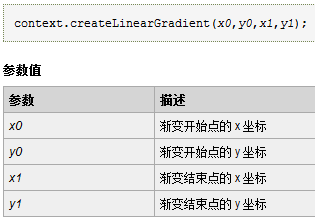 context.createLinearGradient(x0,y0,x1,y1);
参数值
参数 描述
x0 渐变开始点的 x 坐标
y0 渐变开始点的 y 坐标
x1 渐变结束点的 x 坐标
y1 渐变结束点的 y 坐标